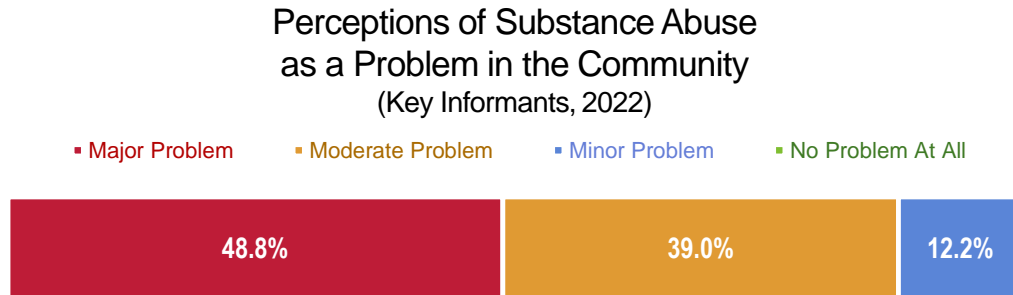 Perceptions of Substance Abuse
as a Problem in the Community
(Key Informants, 2022)
Major Problem Moderate Problem Minor Problem No Problem At All
48.8% 39.0% 12.2%